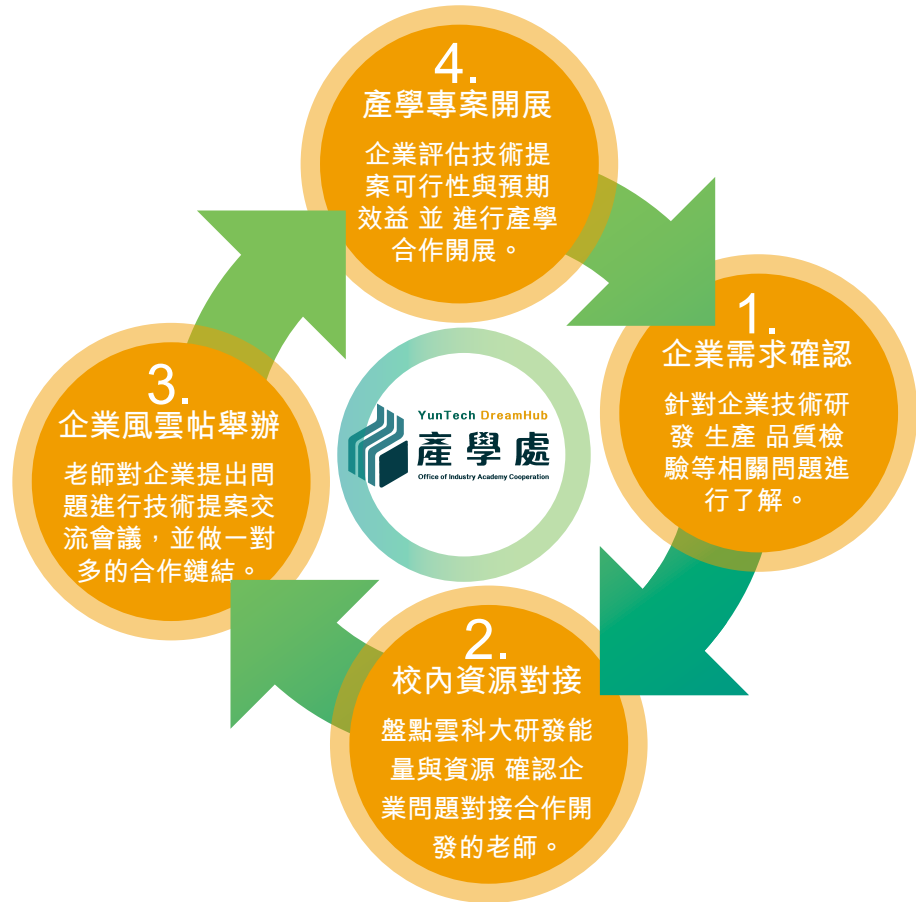 4.
產學專案開展
企業評估技術提
案可行性與預期
效益 並 進行產學
合作開展。
1.
企業需求確認
針對企業技術研
發 生產 品質檢
驗等相關問題進
行了解。
2.
校內資源對接
盤點雲科大研發能
量與資源 確認企
業問題對接合作開
發的老師。
3.
企業風雲帖舉辦
老師對企業提出問
題進行技術提案交
流會議，並做一對
多的合作鏈結。
YunTech DreamHub
產學處
Office of Industry Academy Cooperation